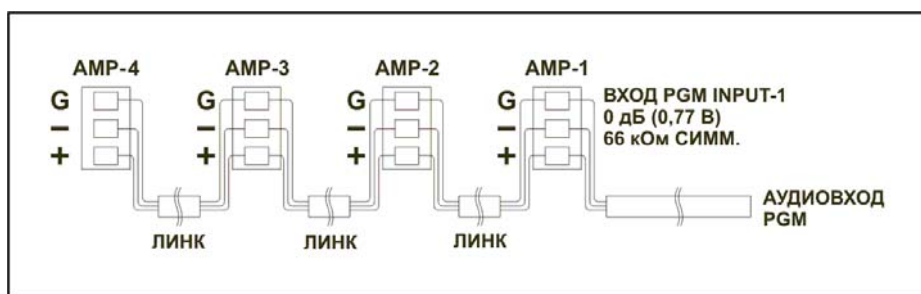 AMP-4 AMP-3 AMP-2 AMP-1
G G G G
− − − −
+ + + +
ВХОД PGM INPUT-1
0 дБ (0,77 В)
66 кОм СИММ.
АУДИОВХОД
PGM
ЛИНК ЛИНК ЛИНК